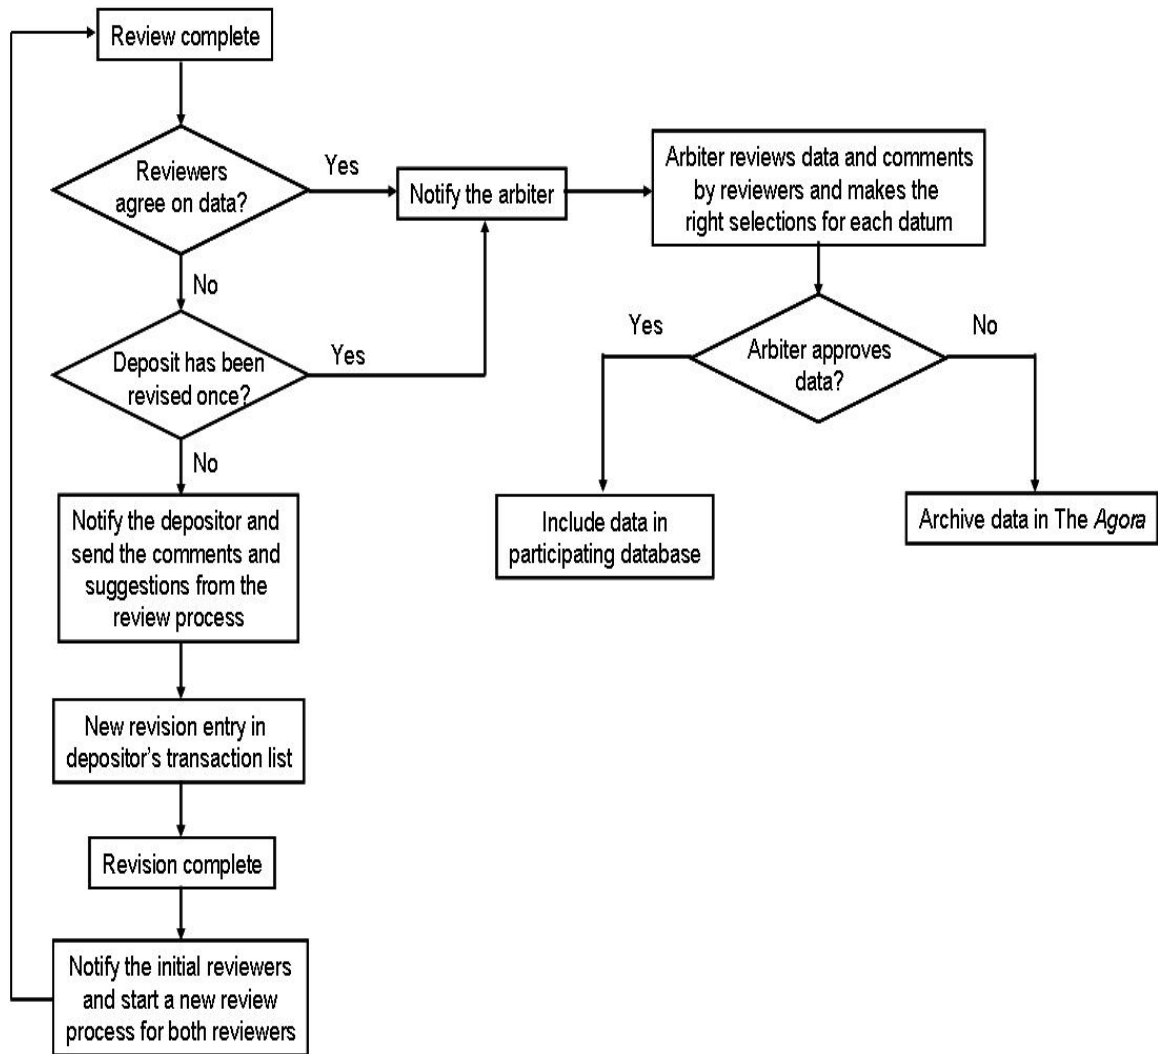 Review complete
Reviewers
agree on data?
Yes
Notify the arbiter
Arbiter reviews data and comments
by reviewers and makes the
right selections for each datum
No
Deposit has been
revised once?
Yes
Yes
Arbiter approves
data?
No
No
Notify the depositor and
send the comments and
suggestions from the
review process
Include data in
participating database
Archive data in The Agora
New revision entry in
depositor's transaction list
Revision complete
Notify the initial reviewers
and start a new review
process for both reviewers